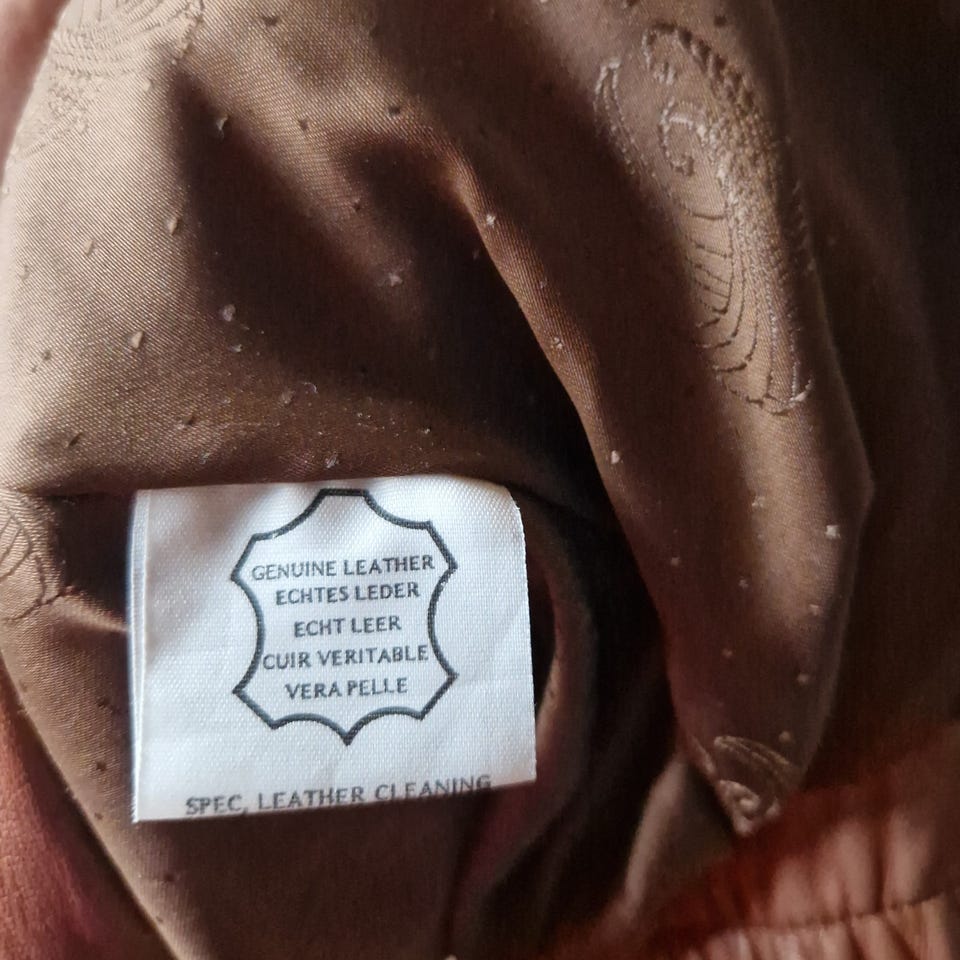 GENUINE LEATHER
ECHTES LEDER
ECHT LEER
CUIR VERITABLE
VERA PELLE
SPEC, LEATHER CLEANING